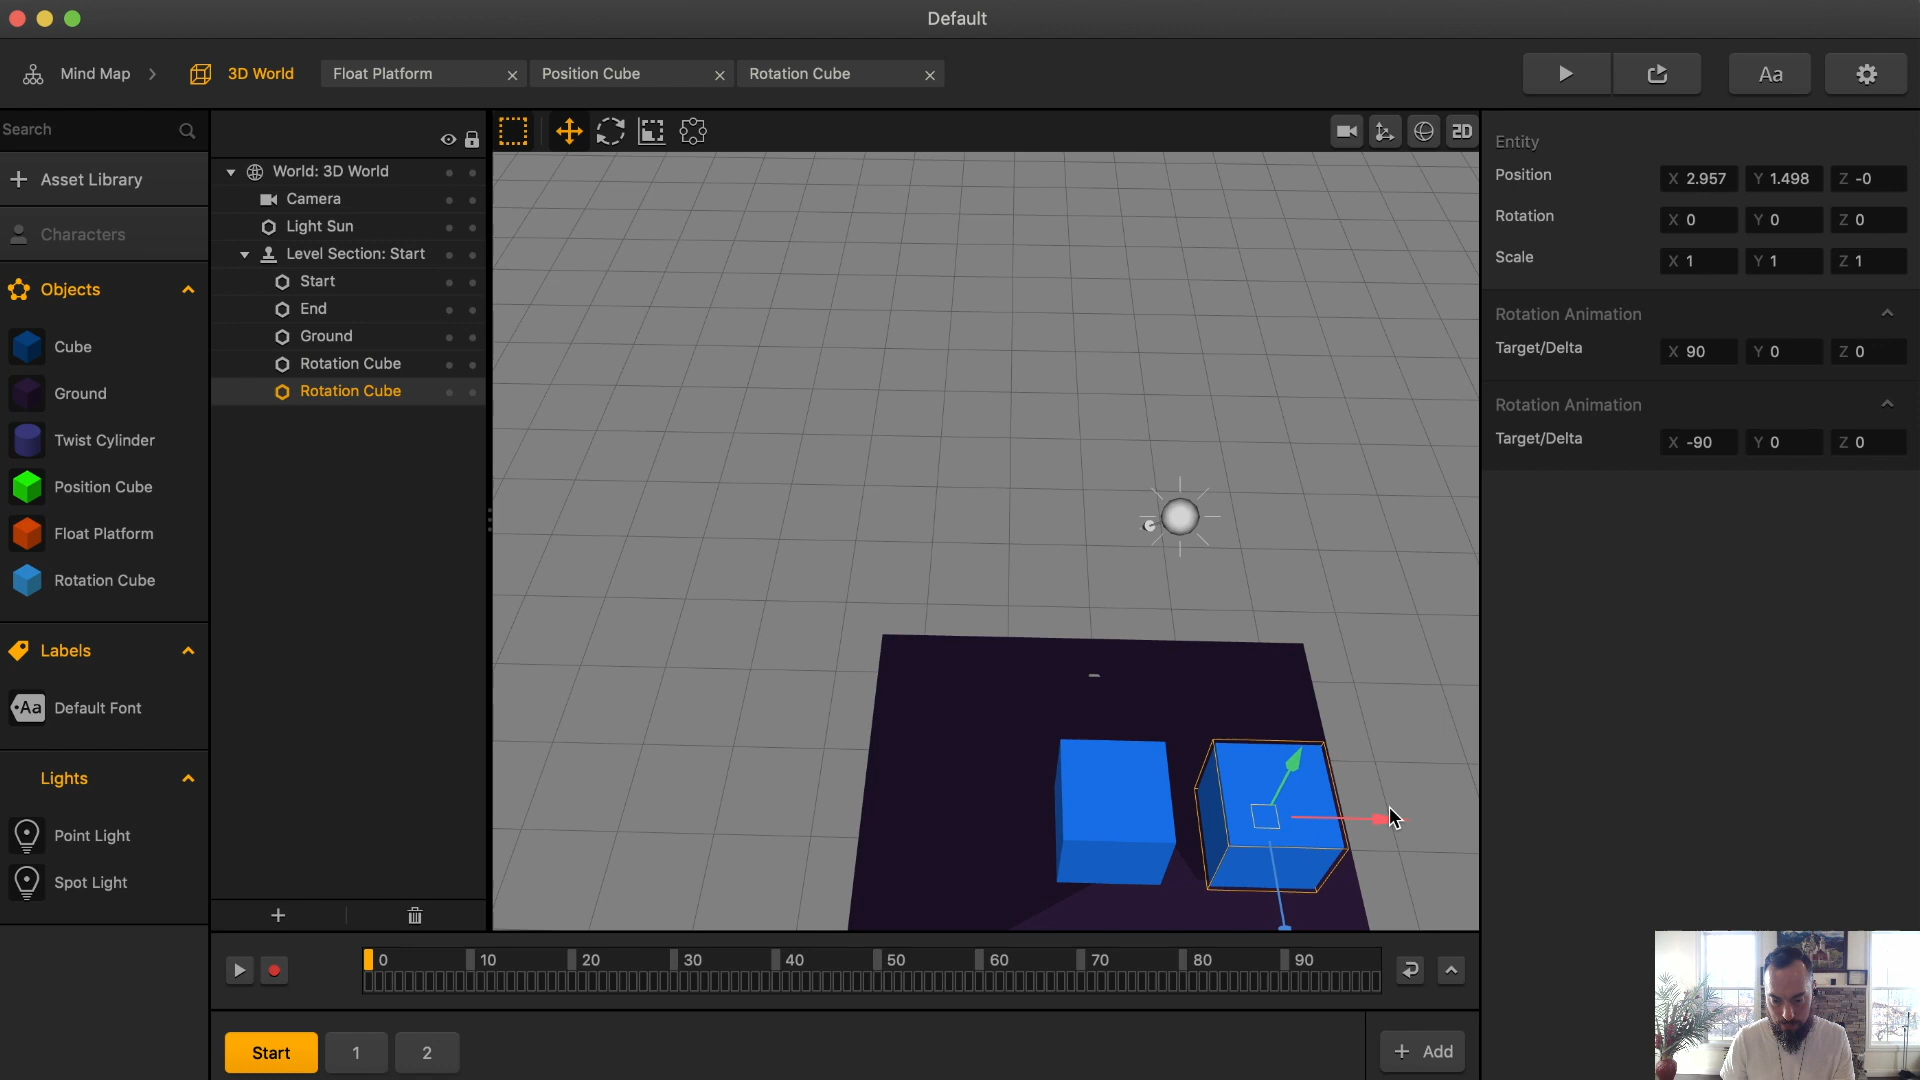 Default
Mind Map
3D World
Float Platform
Position Cube
Rotation Cube
Aa
Search
Asset Library
Characters
Objects
Cube
Ground
Twist Cylinder
Position Cube
Float Platform
Rotation Cube
Labels
Aa Default Font
Lights
Point Light
Spot Light
World: 3D World
Camera
Light Sun
Level Section: Start
Start
End
Ground
Rotation Cube
Rotation Cube
2D
Entity
Position X 2.957 Y 1.498 Z -0
Rotation X 0 Y 0 Z 0
Scale X 1 Y 1 Z 1
Rotation Animation
Target/Delta X 90 Y 0 Z 0
Rotation Animation
Target/Delta X -90 Y 0 Z 0
0 10 20 30 40 50 60 70 80 90
Start 1 2
+ Add